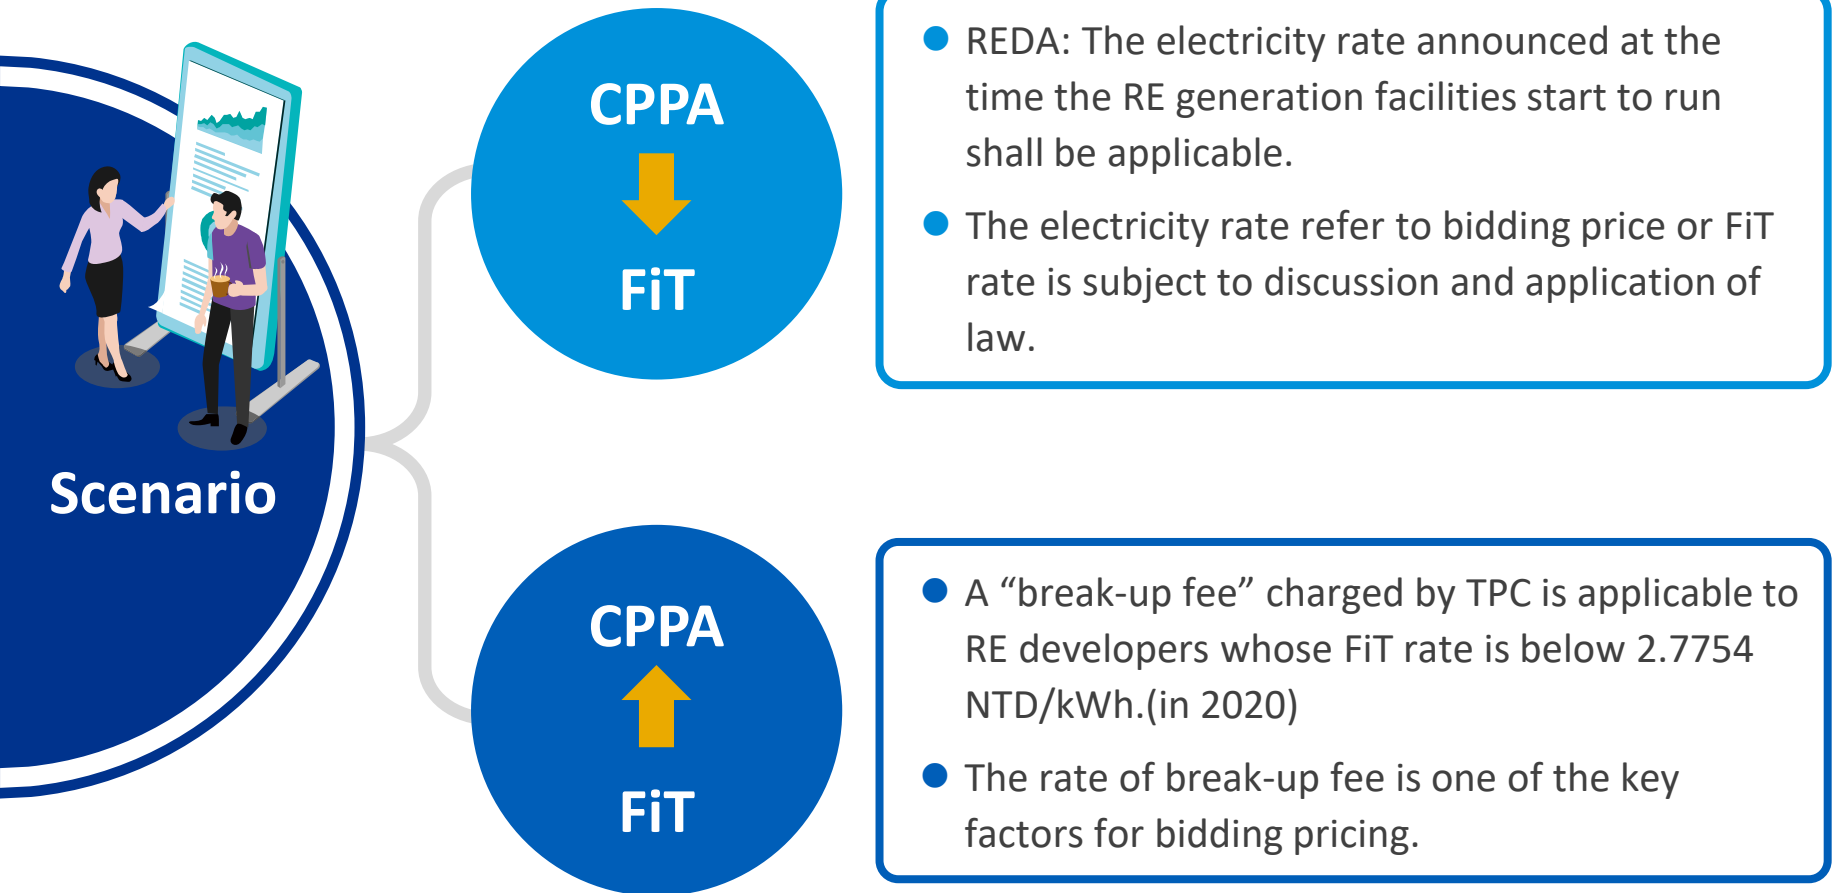 Scenario
CPPA
FiT
REDA: The electricity rate announced at the
time the RE generation facilities start to run
shall be applicable.
The electricity rate refer to bidding price or FiT
rate is subject to discussion and application of
law.
CPPA
FiT
A “break-up fee” charged by TPC is applicable to
RE developers whose FiT rate is below 2.7754
NTD/kWh.(in 2020)
The rate of break-up fee is one of the key
factors for bidding pricing.